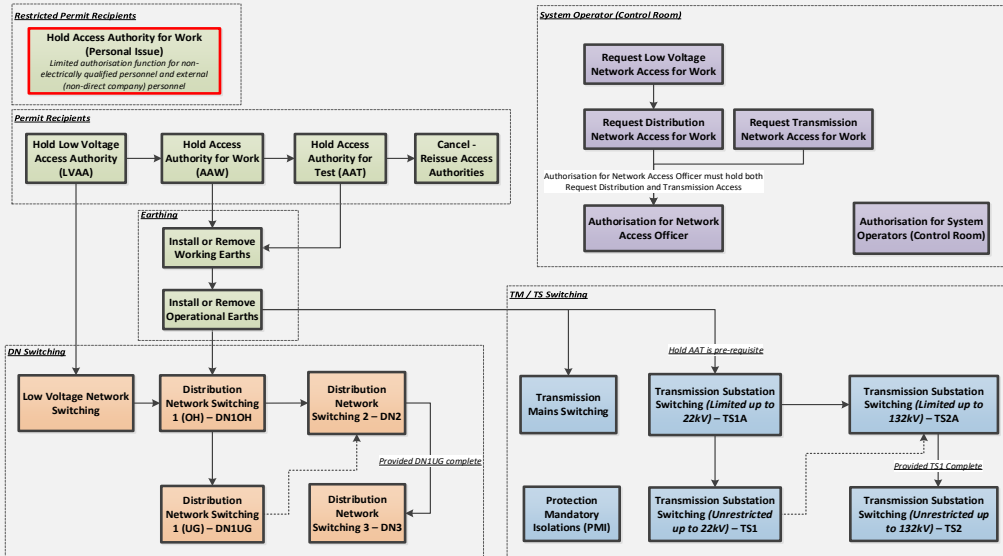 Restricted Permit Recipients
Hold Access Authority for Work
(Personal Issue)
Limited authorisation function for non-
electrically qualified personnel and external
(non-direct company) personnel
Permit Recipients
Hold Low Voltage
Access Authority
(LVAA)
Hold Access
Authority for Work
(AAW)
Hold Access
Authority for
Test (AAT)
Cancel -
Reissue Access
Authorities
Earthing
Install or Remove
Working Earths
Install or Remove
Operational Earths
DN Switching
Low Voltage Network
Switching
Distribution
Network Switching
1 (OH) – DN1OH
Distribution
Network
Switching 2 – DN2
Provided DN1UG complete
Distribution
Network Switching
1 (UG) – DN1UG
Distribution
Network
Switching 3 – DN3
System Operator (Control Room)
Request Low Voltage
Network Access for Work
Request Distribution
Network Access for Work
Request Transmission
Network Access for Work
Authorisation for Network Access Officer must hold both
Request Distribution and Transmission Access
Authorisation for Network
Access Officer
Authorisation for System
Operators (Control Room)
TM / TS Switching
Hold AAT is pre-requisite
Transmission
Mains Switching
Transmission Substation
Switching (Limited up to
22kV) – TS1A
Transmission Substation
Switching (Limited up to
132kV) – TS2A
Provided TS1 Complete
Protection
Mandatory
Isolations (PMI)
Transmission Substation
Switching (Unrestricted
up to 22kV) – TS1
Transmission Substation
Switching (Unrestricted
up to 132kV) – TS2